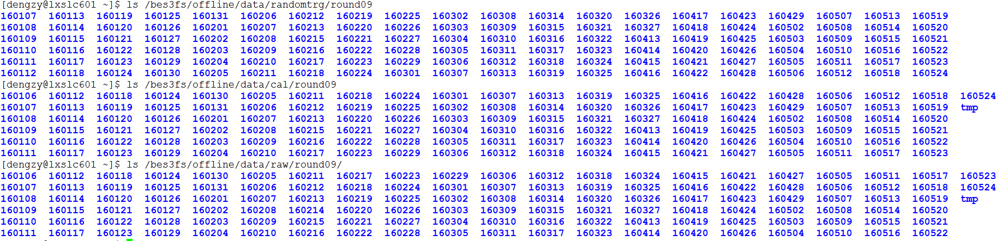 [dengzy@lxslc601 ~]$ ls /bes3fs/offline/data/randomtrg/round09
160107 160113 160119 160125 160131 160206 160212 160219 160225 160302 160308 160314 160320 160326 160417 160423 160429 160507 160513 160519
160108 160114 160120 160126 160201 160207 160213 160220 160226 160303 160309 160315 160321 160327 160418 160424 160502 160508 160514 160520
160109 160115 160121 160127 160202 160208 160215 160221 160227 160304 160310 160316 160322 160413 160419 160425 160503 160509 160515 160521
160110 160116 160122 160128 160203 160209 160216 160222 160228 160305 160311 160317 160323 160414 160420 160426 160504 160510 160516 160522
160111 160117 160123 160129 160204 160210 160217 160223 160229 160306 160312 160318 160324 160415 160421 160427 160505 160511 160517 160523
160112 160118 160124 160130 160205 160211 160218 160224 160301 160307 160313 160319 160325 160416 160422 160428 160506 160512 160518 160524
[dengzy@lxslc601 ~]$ ls /bes3fs/offline/data/cal/round09
160106 160112 160118 160124 160130 160205 160211 160218 160224 160301 160307 160313 160319 160325 160416 160422 160428 160506 160512 160518 160524
160107 160113 160119 160125 160131 160206 160212 160219 160225 160302 160308 160314 160320 160326 160417 160423 160429 160507 160513 160519 tmp
160108 160114 160120 160126 160201 160207 160213 160220 160226 160303 160309 160315 160321 160327 160418 160424 160502 160508 160514 160520
160109 160115 160121 160127 160202 160208 160215 160221 160227 160304 160310 160316 160322 160413 160419 160425 160503 160509 160515 160521
160110 160116 160122 160128 160203 160209 160216 160222 160228 160305 160311 160317 160323 160414 160420 160426 160504 160510 160516 160522
160111 160117 160123 160129 160204 160210 160217 160223 160229 160306 160312 160318 160324 160415 160421 160427 160505 160511 160517 160523
[dengzy@lxslc601 ~]$ ls /bes3fs/offline/data/raw/round09/
160106 160112 160118 160124 160130 160205 160211 160217 160223 160229 160306 160312 160318 160324 160415 160421 160427 160505 160511 160517 160523
160107 160113 160119 160125 160131 160206 160212 160218 160224 160301 160307 160313 160319 160325 160416 160422 160428 160506 160512 160518 160524
160108 160114 160120 160126 160201 160207 160213 160219 160225 160302 160308 160314 160320 160326 160417 160423 160429 160507 160513 160519 tmp
160109 160115 160121 160127 160202 160208 160214 160220 160226 160303 160309 160315 160321 160327 160418 160424 160502 160508 160514 160520
160110 160116 160122 160128 160203 160209 160215 160221 160227 160304 160310 160316 160322 160413 160419 160425 160503 160509 160515 160521
160111 160117 160123 160129 160204 160210 160216 160222 160228 160305 160311 160317 160323 160414 160420 160426 160504 160510 160516 160522